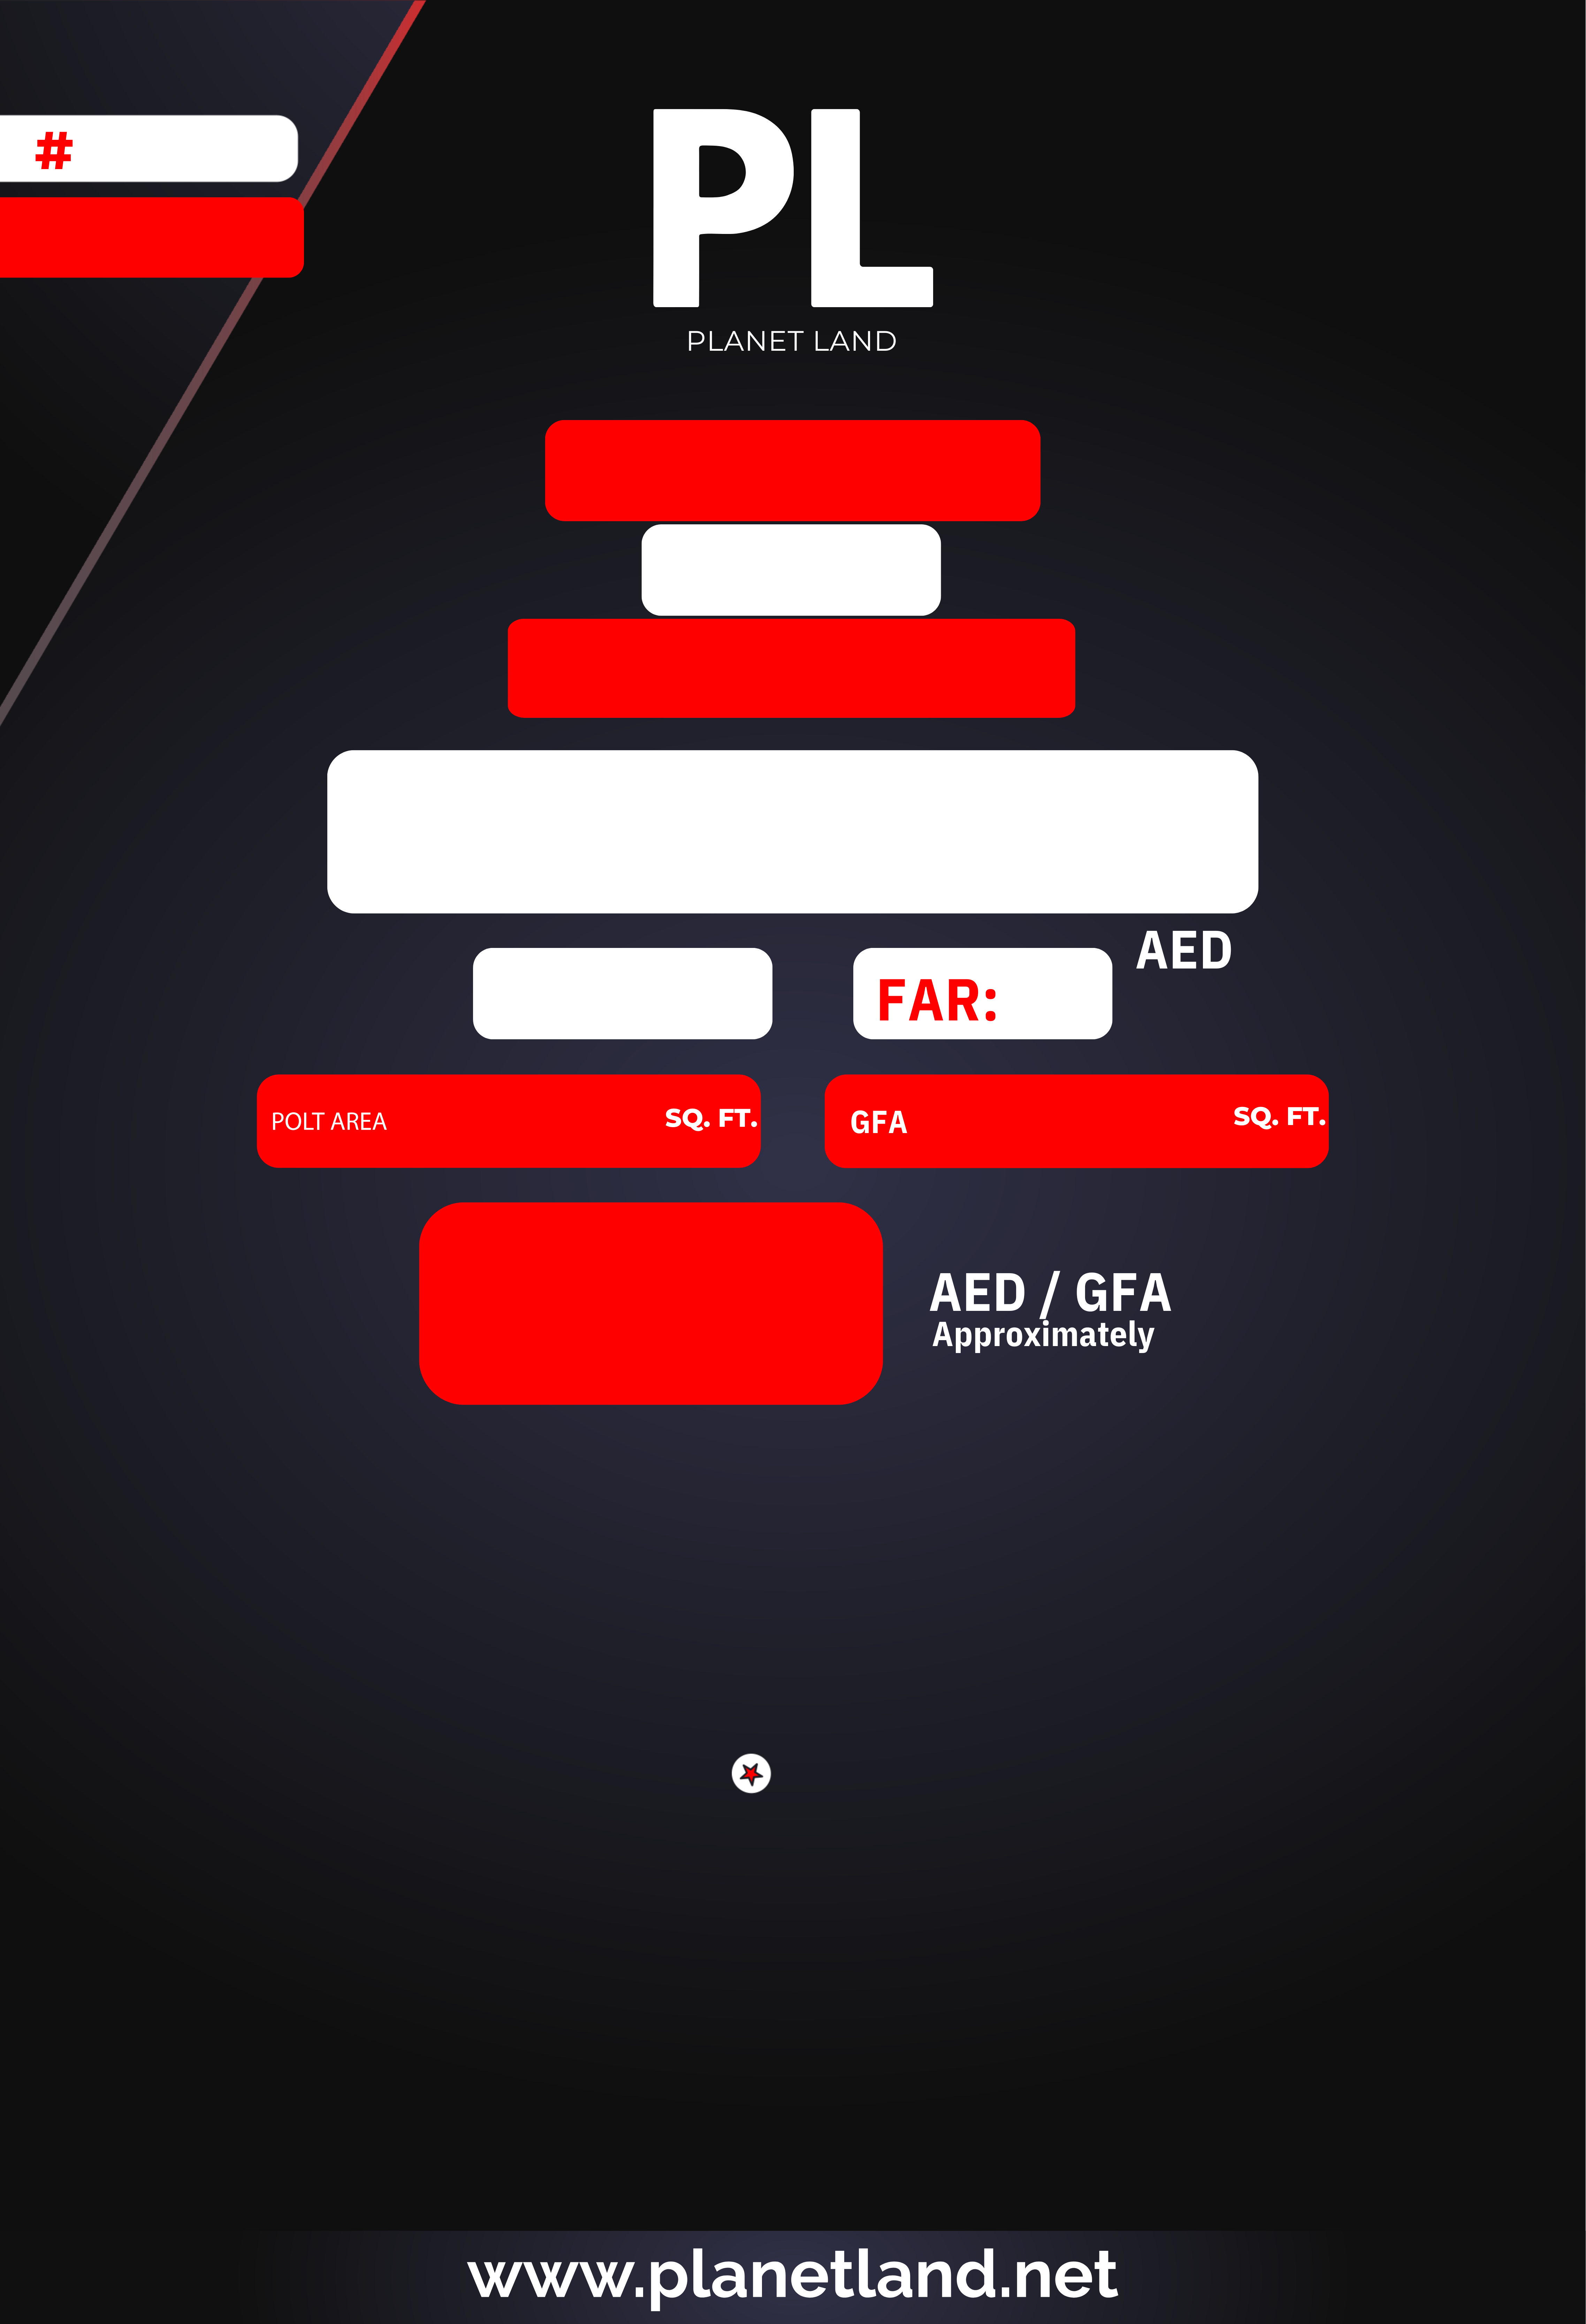 #
PL
PLANET LAND
AED
FAR:
POLT AREA SQ. FT.
GFA SQ. FT.
AED / GFA
Approximately
www.planetland.net